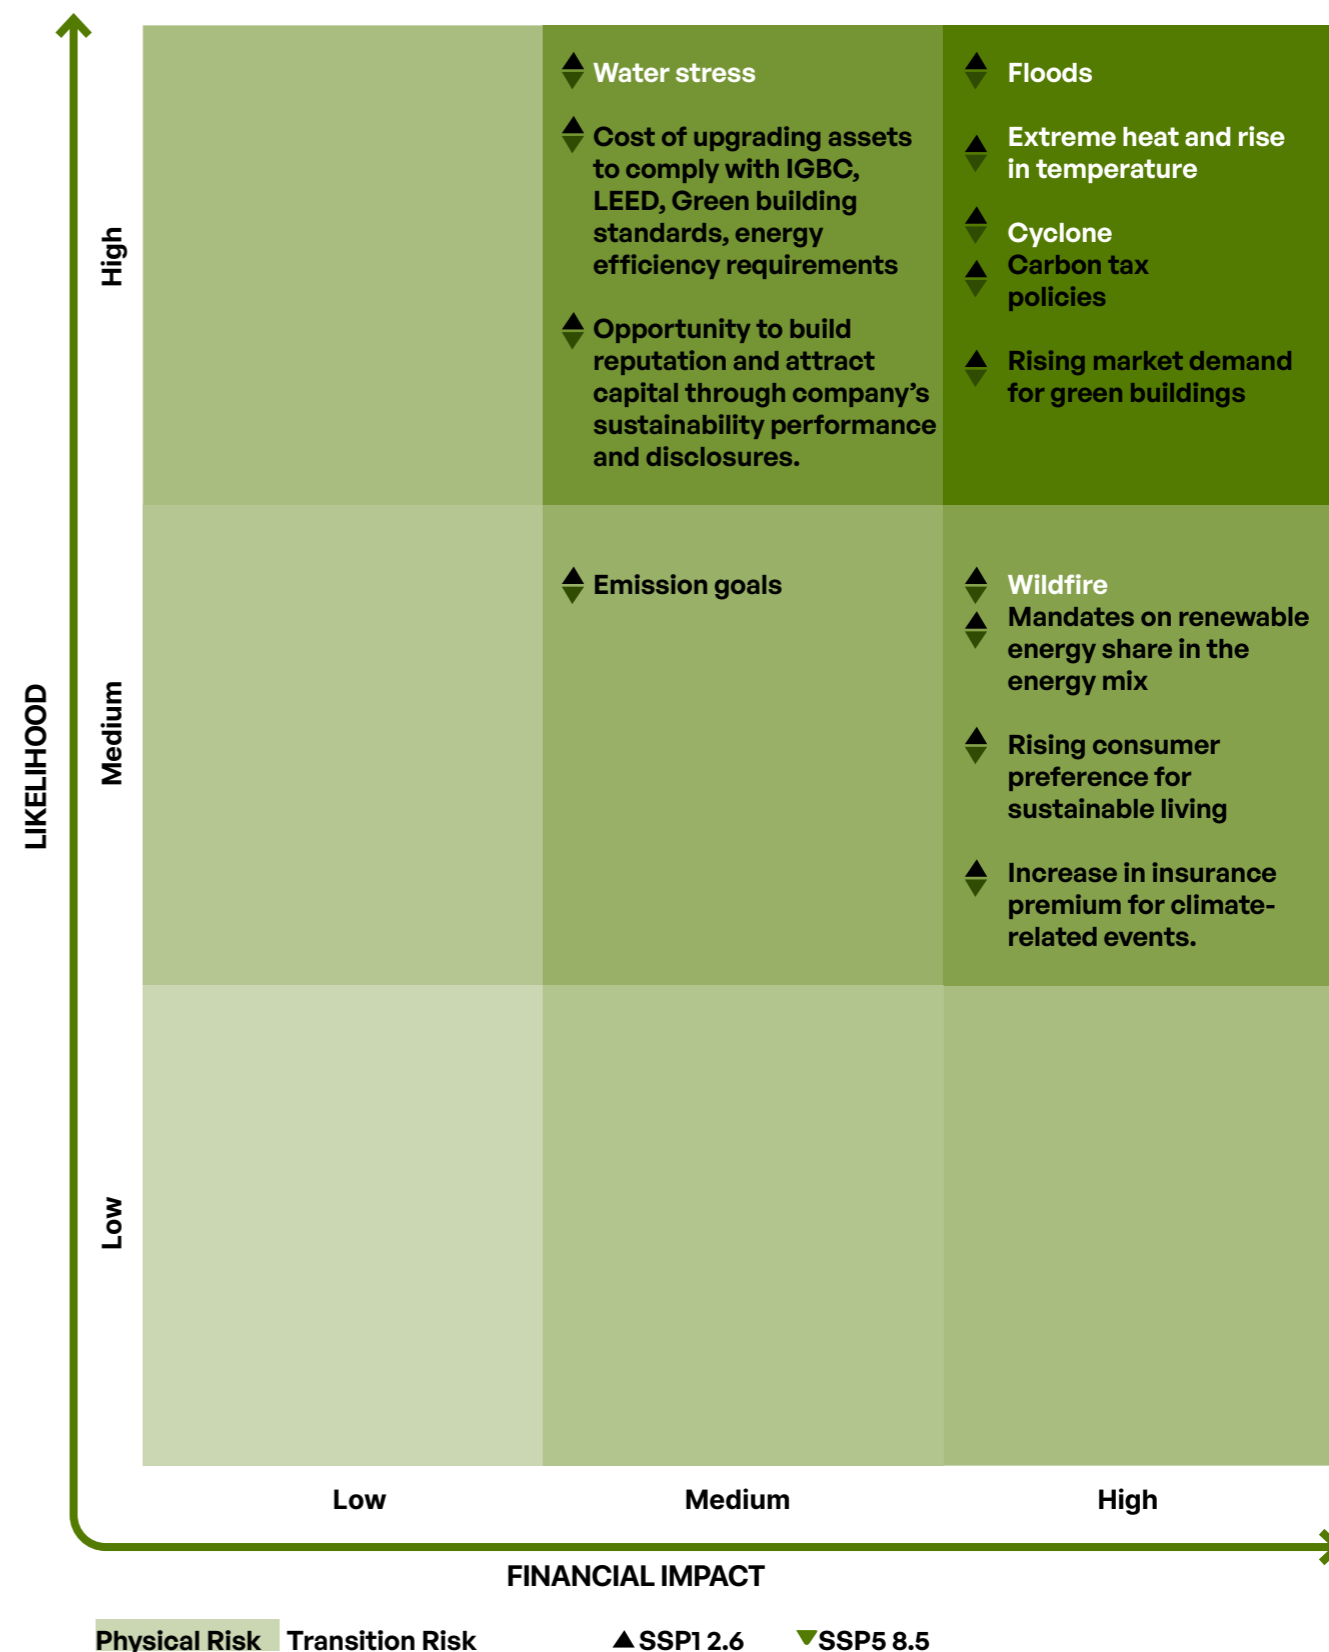 LIKELIHOOD
High
Medium
Low
Water stress
Cost of upgrading assets
to comply with IGBC,
LEED, Green building
standards, energy
efficiency requirements
Opportunity to build
reputation and attract
capital through company’s
sustainability performance
and disclosures.
Floods
Extreme heat and rise
in temperature
Cyclone
Carbon tax
policies
Rising market demand
for green buildings
Emission goals
Wildfire
Mandates on renewable
energy share in the
energy mix
Rising consumer
preference for
sustainable living
Increase in insurance
premium for climate-
related events.
Low
Medium
High
FINANCIAL IMPACT
Physical Risk
Transition Risk
SSP1 2.6
SSP5 8.5